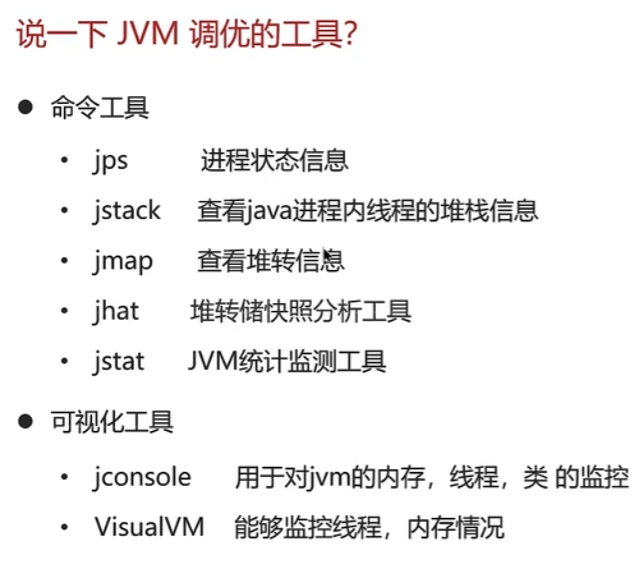 说一下 JVM 调优的工具？
● 命令工具
• jps 进程状态信息
• jstack 查看java进程内线程的堆栈信息
• jmap 查看堆转信息
• jhat 堆转储快照分析工具
• jstat JVM统计监测工具
● 可视化工具
• jconsole 用于对jvm的内存，线程，类 的监控
• VisualVM 能够监控线程，内存情况